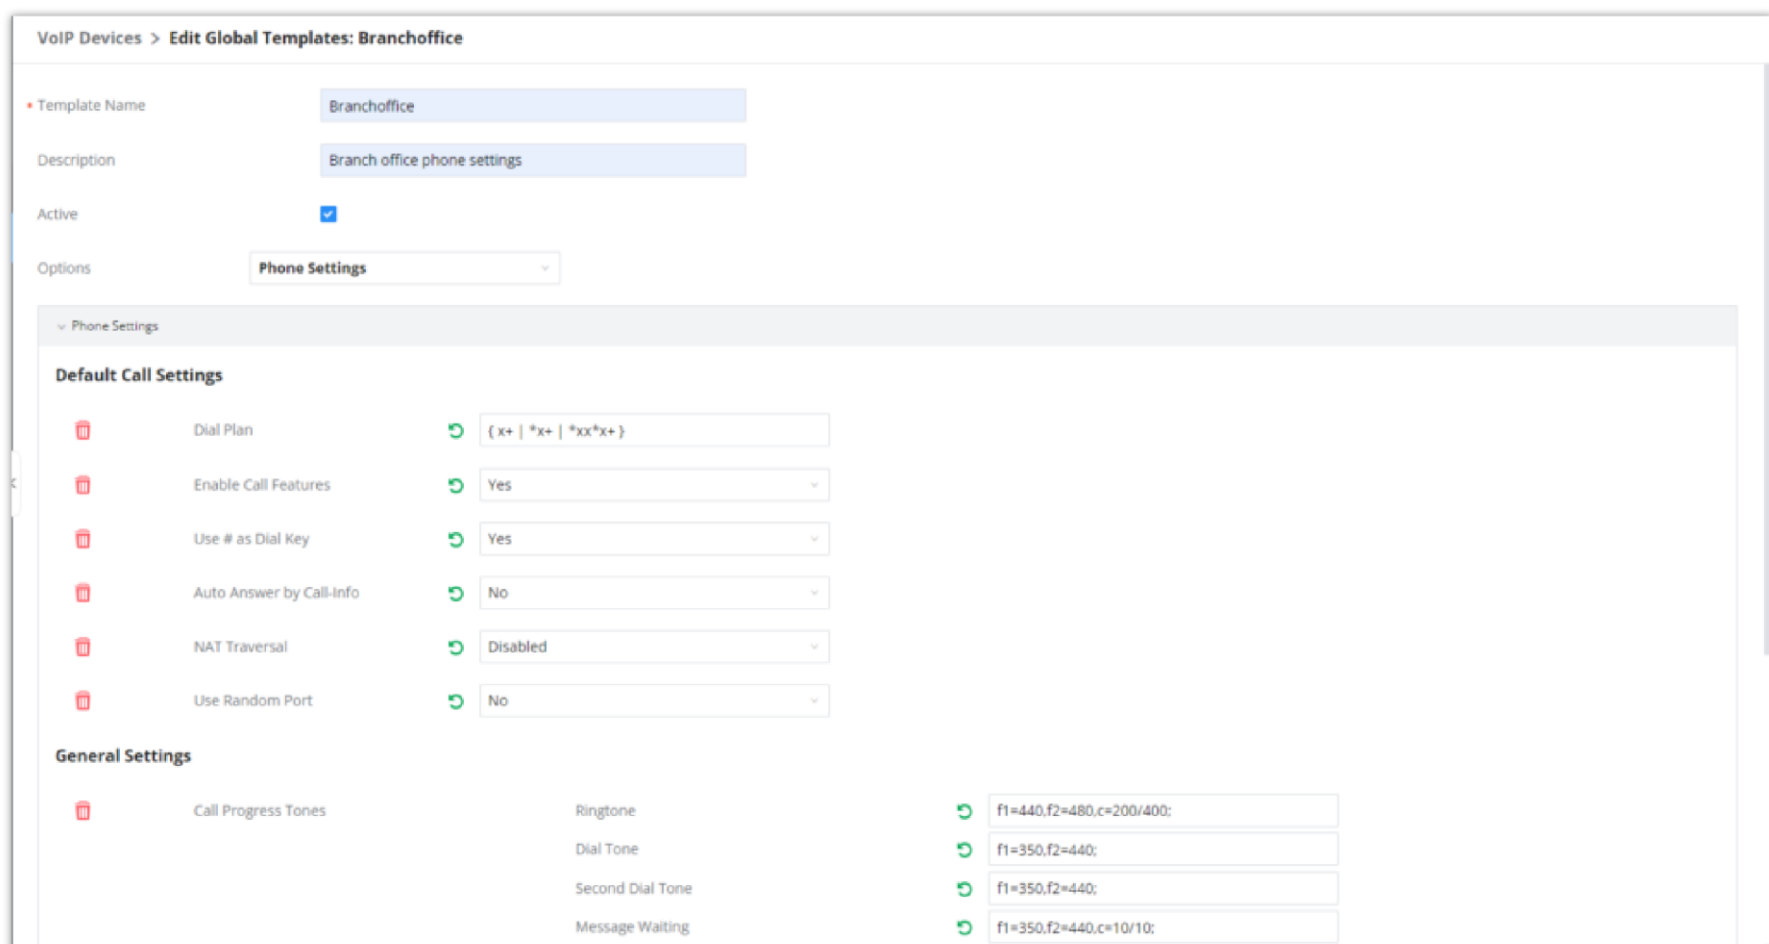 VoIP Devices > Edit Global Templates: Branchoffice
* Template Name Branchoffice
Description Branch office phone settings
Active
Options Phone Settings
Phone Settings
Default Call Settings
Dial Plan { x+ | *x+ | *xx*x+ }
Enable Call Features Yes
Use # as Dial Key Yes
Auto Answer by Call-Info No
NAT Traversal Disabled
Use Random Port No
General Settings
Call Progress Tones Ringtone f1=440,f2=480,c=200/400;
Dial Tone f1=350,f2=440;
Second Dial Tone f1=350,f2=440;
Message Waiting f1=350,f2=440,c=10/10;